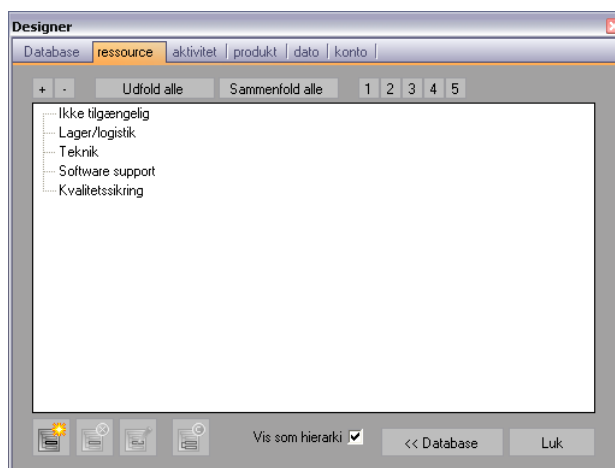 Designer
Database ressource aktivitet produkt dato konto
+ - Udfold alle Sammenfold alle 1 2 3 4 5
Ikke tilgængelig
Lager/logistik
Teknik
Software support
Kvalitetssikring
Vis som hierarki << Database Luk